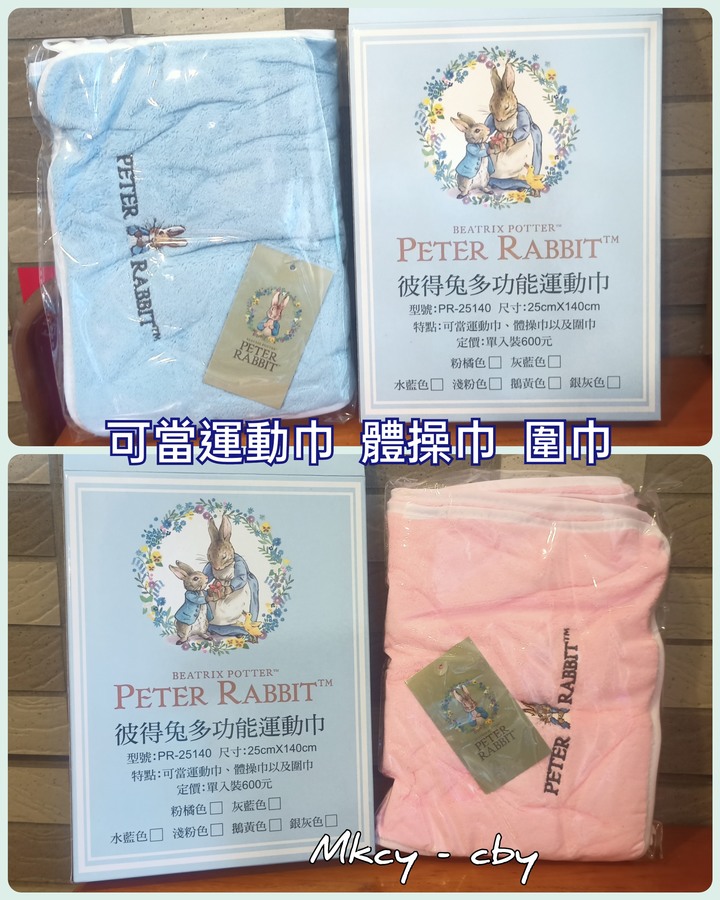 PETER RABBIT™
PETER
RABBIT
BEATRIX POTTER™
PETER RABBIT™
彼得兔多功能運動巾
型號:PR-25140 尺寸:25cmX140cm
特點:可當運動巾、體操巾以及圍巾
定價:單入裝600元
粉橘色□ 灰藍色□
水藍色□ 淺粉色□ 鵝黃色□ 銀灰色□
可當運動巾 體操巾 圍巾
BEATRIX POTTER™
PETER RABBIT™
彼得兔多功能運動巾
型號:PR-25140 尺寸:25cmX140cm
特點:可當運動巾、體操巾以及圍巾
定價:單入裝600元
粉橘色□ 灰藍色□
水藍色□ 淺粉色□ 鵝黃色□ 銀灰色□
PETER RABBIT™
PETER
RABBIT
Mkcy - cby